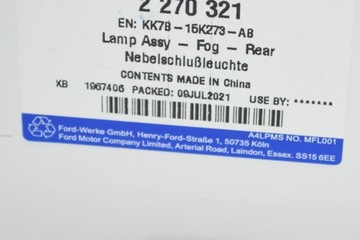 2 270 321
EN: KK7B - 15K273-AB
Lamp Assy - Fog - Rear
Nebelschlußleuchte
CONTENTS MADE IN China
XB 1967406 PACKED: 09JUL2021 USE BY: *******
A4LPMS NO. MFL001
Ford-Werke GmbH, Henry-Ford-Straße 1, 50735 Köln
Ford Motor Company Limited, Arterial Road, Laindon, Essex. SS15 6EE